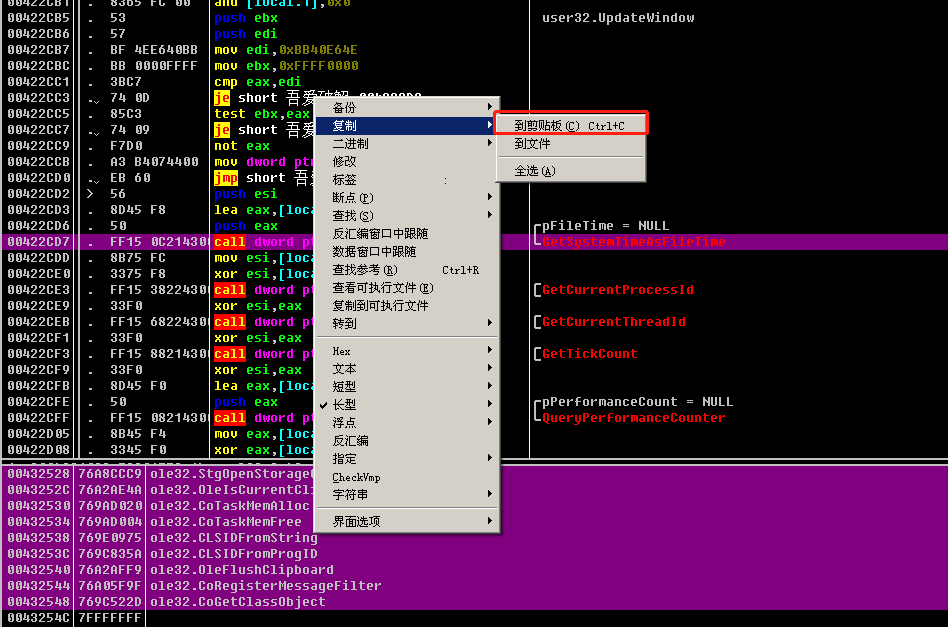 00422CB1 . 8365 FC 00 and [local.1],0x0
00422CB5 . 53 push ebx user32.UpdateWindow
00422CB6 . 57 push edi
00422CB7 . BF 4EE640BB mov edi,0xBB40E64E
00422CBC . BB 0000FFFF mov ebx,0xFFFF0000
00422CC1 . 3BC7 cmp eax,edi
00422CC3 .、 74 0D je short 吾爱破解.00422CD2
00422CC5 . 85C3 test ebx,eax
00422CC7 .、 74 09 je short 吾爱
00422CC9 . F7D0 not eax
00422CCB . A3 B4074400 mov dword ptr
00422CD0 .、 EB 60 jmp short 吾爱
00422CD2 > 56 push esi
00422CD3 . 8D45 F8 lea eax,[loca
00422CD6 . 50 push eax pFileTime = NULL
00422CD7 . FF15 0C214300 call dword pt GetSystemTimeAsFileTime
00422CDD . 8B75 FC mov esi,[loca
00422CE0 . 3375 F8 xor esi,[loca
00422CE3 . FF15 38224300 call dword pt GetCurrentProcessId
00422CE9 . 33F0 xor esi,eax
00422CEB . FF15 68224300 call dword pt GetCurrentThreadId
00422CF1 . 33F0 xor esi,eax
00422CF3 . FF15 88214300 call dword pt GetTickCount
00422CF9 . 33F0 xor esi,eax
00422CFB . 8D45 F0 lea eax,[loca
00422CFE . 50 push eax pPerformanceCount = NULL
00422CFF . FF15 08214300 call dword pt QueryPerformanceCounter
00422D05 . 8B45 F4 mov eax,[loca
00422D08 . 3345 F0 xor eax,[loca
备份
复制
二进制
修改
标签 :
断点(P)
查找(S)
反汇编窗口中跟随
数据窗口中跟随
查找参考(R) Ctrl+R
查看可执行文件(E)
复制到可执行文件
转到
Hex
文本
短型
长型
浮点
反汇编
指定
CheckVmp
字符串
界面选项
到剪贴板(C) Ctrl+C
到文件
全选(A)
00432528 76A8CCC9 ole32.StgOpenStorage
0043252C 76A2AE4A ole32.OleIsCurrentCl
00432530 769AD020 ole32.CoTaskMemAlloc
00432534 769AD004 ole32.CoTaskMemFree
00432538 769E0975 ole32.CLSIDFromString
0043253C 769C835A ole32.CLSIDFromProgID
00432540 76A2AFF9 ole32.OleFlushClipboard
00432544 76A05F9F ole32.CoRegisterMessageFilter
00432548 769C522D ole32.CoGetClassObject
0043254C 7FFFFFFF